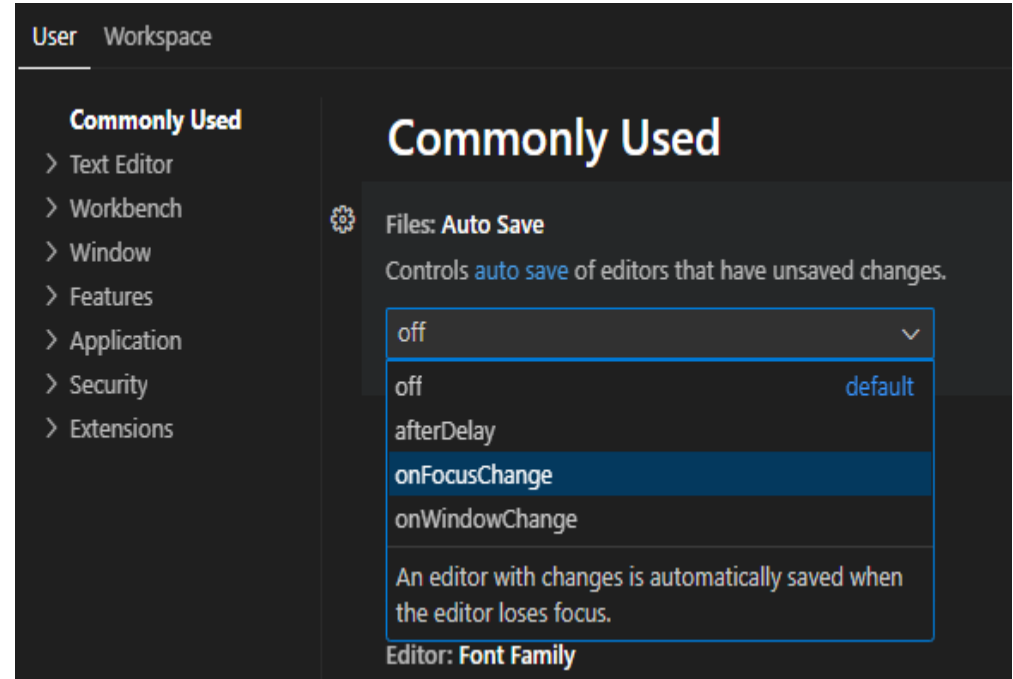 User Workspace
Commonly Used
Text Editor
Workbench
Window
Features
Application
Security
Extensions
Commonly Used
Files: Auto Save
Controls auto save of editors that have unsaved changes.
off
off default
afterDelay
onFocusChange
onWindowChange
An editor with changes is automatically saved when
the editor loses focus.
Editor: Font Family